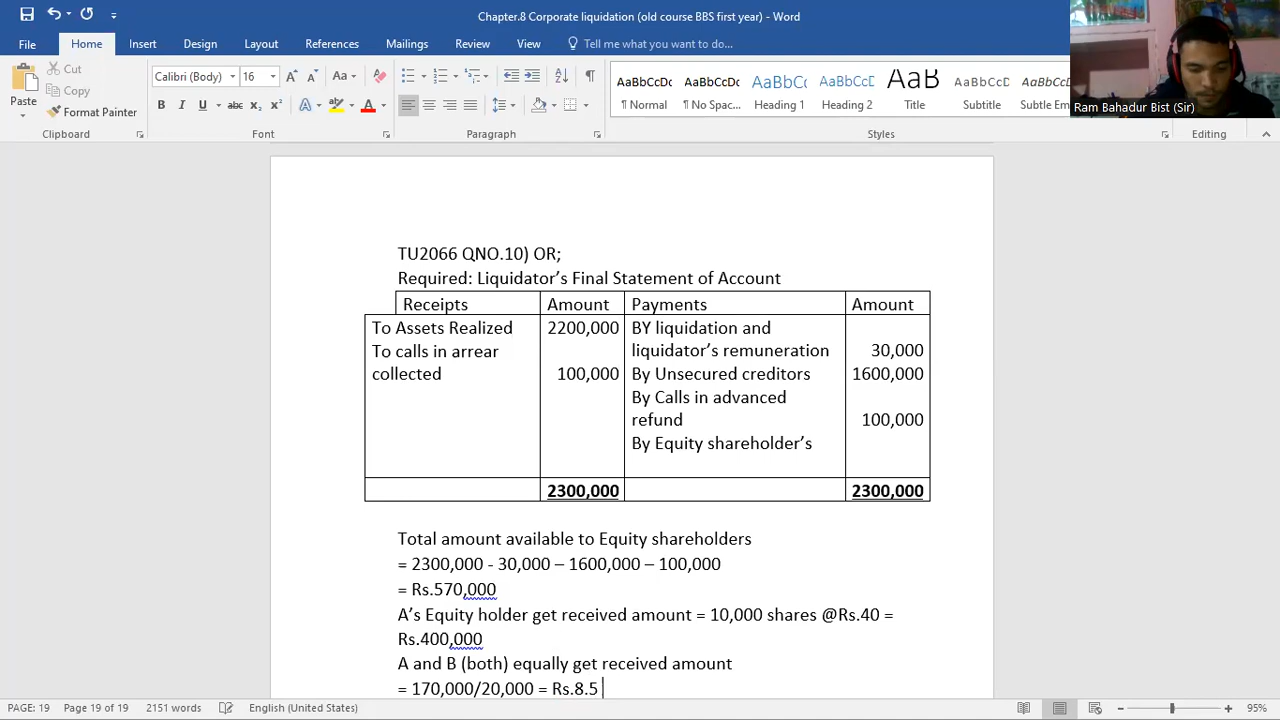 Chapter.8 Corporate liquidation (old course BBS first year) - Word
File Home Insert Design Layout References Mailings Review View Tell me what you want to do...
Paste
Cut
Copy
Format Painter
Calibri (Body) 16
AaBbCcDc AaBbCcDc AaBbC
¶ Normal ¶ No Spac... Heading 1 Heading 2 Title Subtitle Subtle Em
Clipboard Font Paragraph Styles Editing
Ram Bahadur Bist (Sir)
TU2066 QNO.10) OR;
Required: Liquidator’s Final Statement of Account
Receipts Amount Payments Amount
To Assets Realized 2200,000 BY liquidation and
To calls in arrear liquidator’s remuneration 30,000
collected 100,000 By Unsecured creditors 1600,000
By Calls in advanced
refund 100,000
By Equity shareholder’s
2300,000 2300,000
Total amount available to Equity shareholders
= 2300,000 - 30,000 – 1600,000 – 100,000
= Rs.570,000
A’s Equity holder get received amount = 10,000 shares @Rs.40 =
Rs.400,000
A and B (both) equally get received amount
= 170,000/20,000 = Rs.8.5
PAGE: 19 Page 19 of 19 2151 words English (United States) 95%